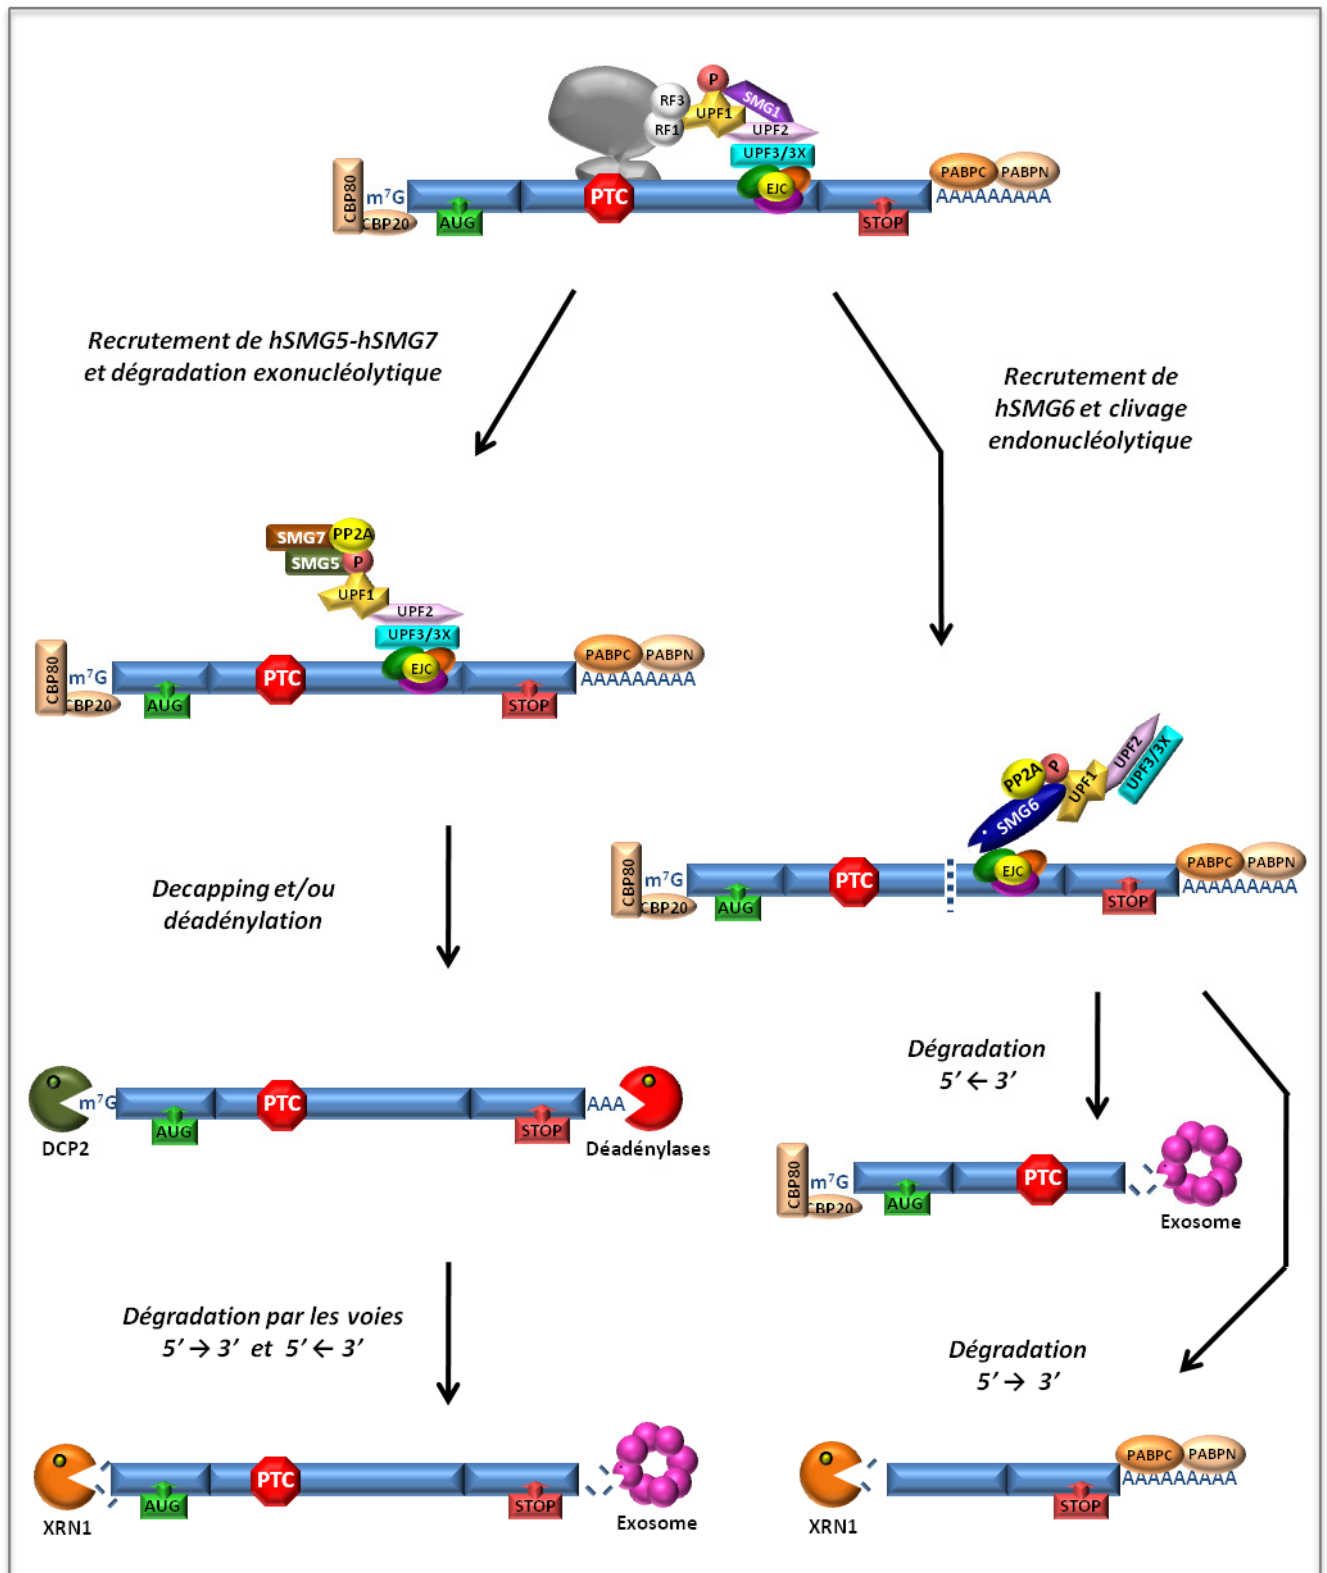 P
RF3
SMG1
UPF1
RF1
UPF2
UPF3/3X
CBP80
m⁷G
CBP20
AUG
PTC
EJC
STOP
PABPC
PABPN
AAAAAAAAA
Recrutement de hSMG5-hSMG7
et dégradation exonucléolytique
Recrutement de
hSMG6 et clivage
endonucléolytique
SMG7
PP2A
SMG5
P
UPF1
UPF2
UPF3/3X
CBP80
m⁷G
CBP20
AUG
PTC
EJC
STOP
PABPC
PABPN
AAAAAAAAA
PP2A
P
SMG6
UPF1
UPF2
UPF3/3X
CBP80
m⁷G
CBP20
AUG
PTC
EJC
STOP
PABPC
PABPN
AAAAAAAAA
Decapping et/ou
déadénylation
DCP2
m⁷G
AUG
PTC
STOP
AAA
Déadénylases
Dégradation
5’ ← 3’
CBP80
m⁷G
CBP20
AUG
PTC
Exosome
Dégradation par les voies
5’ → 3’ et 5’ ← 3’
XRN1
AUG
PTC
STOP
Exosome
Dégradation
5’ → 3’
XRN1
STOP
PABPC
PABPN
AAAAAAAAA